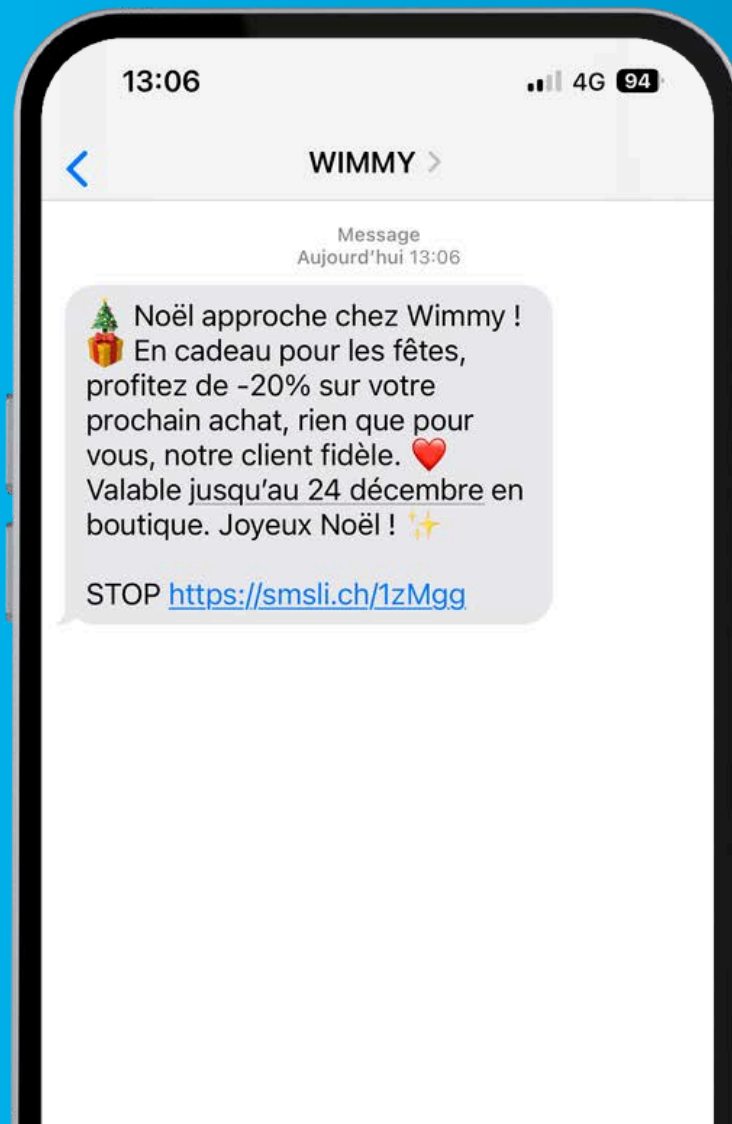 13:06
4G 94
WIMMY
Message
Aujourd'hui 13:06
🎄 Noël approche chez Wimmy !
🎁 En cadeau pour les fêtes,
profitez de -20% sur votre
prochain achat, rien que pour
vous, notre client fidèle. ❤️
Valable jusqu'au 24 décembre en
boutique. Joyeux Noël ! ✨
STOP https://smsli.ch/1zMgg